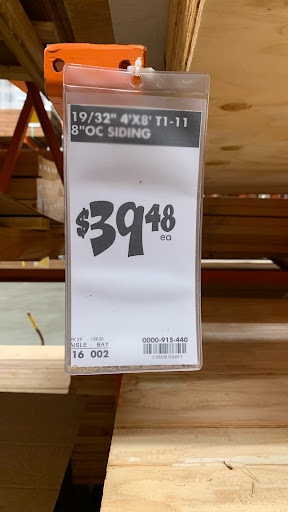 19/32" 4'X8' T1-11
8"OC SIDING
$39.48
ea
0000-915-440
AISLE BAY
16 002